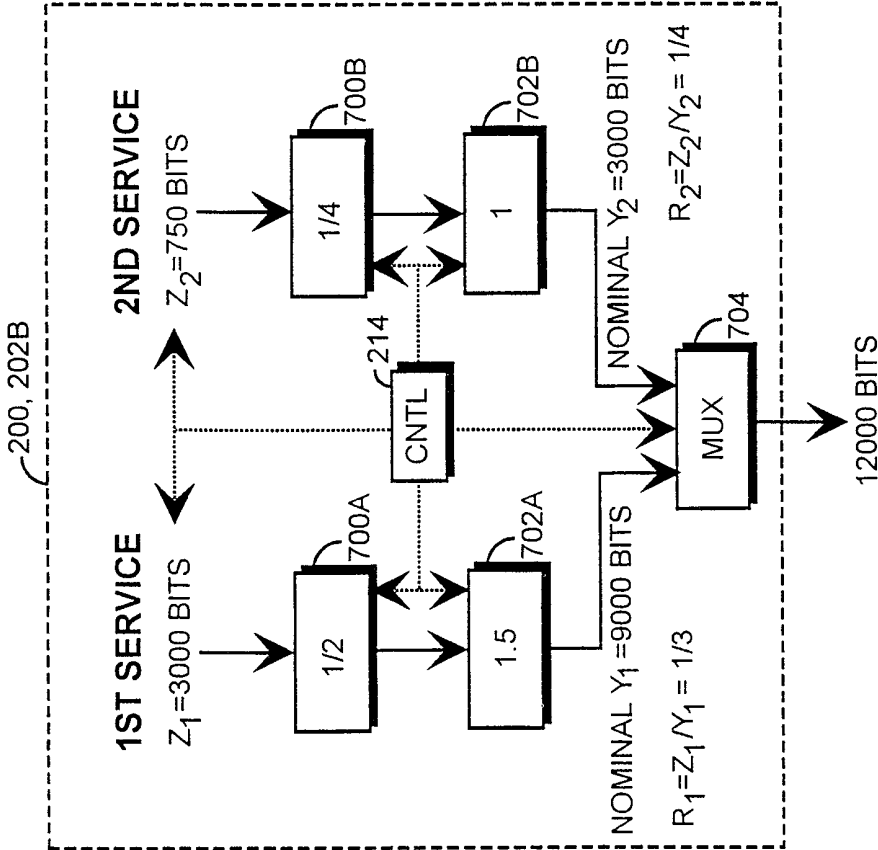 200, 202B
1ST SERVICE
2ND SERVICE
Z1=3000 BITS
Z2=750 BITS
1/2
700A
1/4
700B
214
CNTL
1.5
702A
1
702B
NOMINAL Y1=9000 BITS
NOMINAL Y2=3000 BITS
R1=Z1/Y1 = 1/3
R2=Z2/Y2 = 1/4
704
MUX
12000 BITS